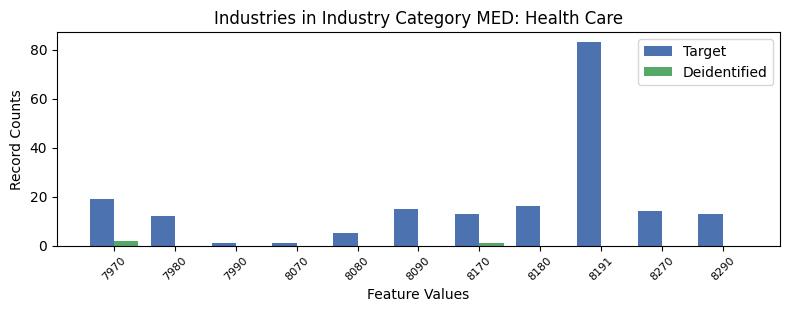 Industries in Industry Category MED: Health Care
Target
Deidentified
Record Counts
80
60
40
20
0
7970 7980 7990 8070 8080 8090 8170 8180 8191 8270 8290
Feature Values